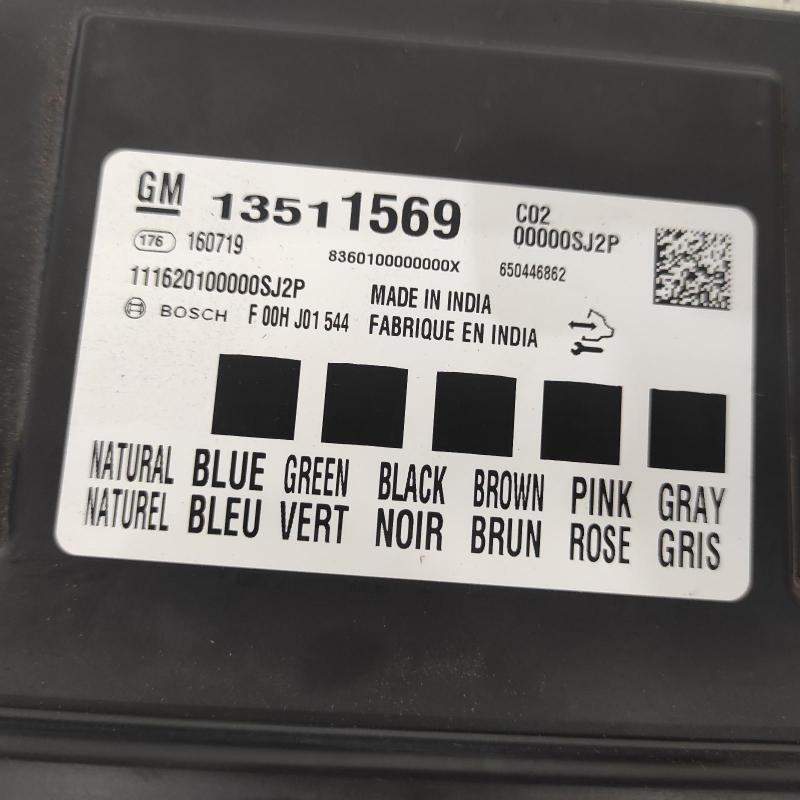 GM 13511569 C02
176 160719 8360100000000X 00000SJ2P
111620100000SJ2P MADE IN INDIA 650446862
BOSCH F 00H J01 544 FABRIQUE EN INDIA
NATURAL BLUE GREEN BLACK BROWN PINK GRAY
NATUREL BLEU VERT NOIR BRUN ROSE GRIS